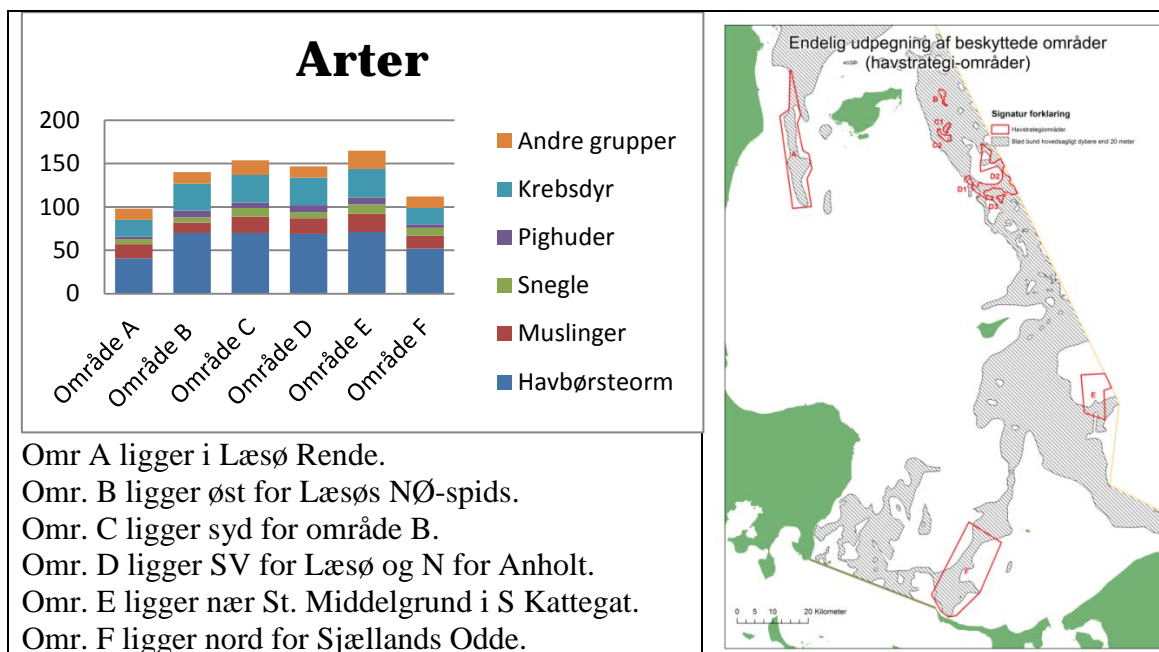 Arter
200
150
100
50
0
Område A
Område B
Område C
Område D
Område E
Område F
Andre grupper
Krebsdyr
Pighuder
Snegle
Muslinger
Havbørsteorm
Omr A ligger i Læsø Rende.
Omr. B ligger øst for Læsøs NØ-spids.
Omr. C ligger syd for område B.
Omr. D ligger SV for Læsø og N for Anholt.
Omr. E ligger nær St. Middelgrund i S Kattegat.
Omr. F ligger nord for Sjællands Odde.
Endelig udpegning af beskyttede områder
(havstrategi-områder)
Signatur forklaring
Havstrategiområder
Blød bund hovedsagligt dybere end 20 meter
A
B
C1
C2
D1
D2
D3
E
F
0 5 10 20 Kilometer